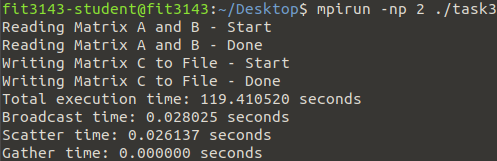 fit3143-student@fit3143:~/Desktop$ mpirun -np 2 ./task3
Reading Matrix A and B - Start
Reading Matrix A and B - Done
Writing Matrix C to File - Start
Writing Matrix C to File - Done
Total execution time: 119.410520 seconds
Broadcast time: 0.028025 seconds
Scatter time: 0.026137 seconds
Gather time: 0.000000 seconds